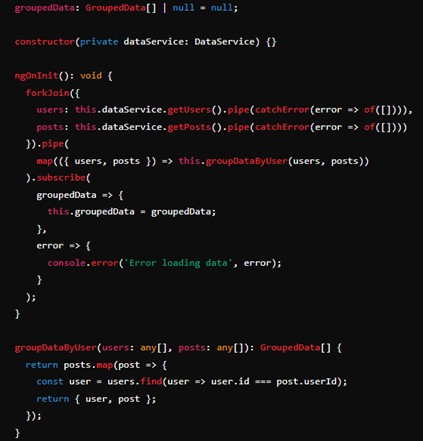 groupedData: GroupedData[] | null = null;

constructor(private dataService: DataService) {}

ngOnInit(): void {
  forkJoin({
    users: this.dataService.getUsers().pipe(catchError(error => of([]))),
    posts: this.dataService.getPosts().pipe(catchError(error => of([])))
  }).pipe(
    map(({ users, posts }) => this.groupDataByUser(users, posts))
  ).subscribe(
    groupedData => {
      this.groupedData = groupedData;
    },
    error => {
      console.error('Error loading data', error);
    }
  );
}

groupDataByUser(users: any[], posts: any[]): GroupedData[] {
  return posts.map(post => {
    const user = users.find(user => user.id === post.userId);
    return { user, post };
  });
}